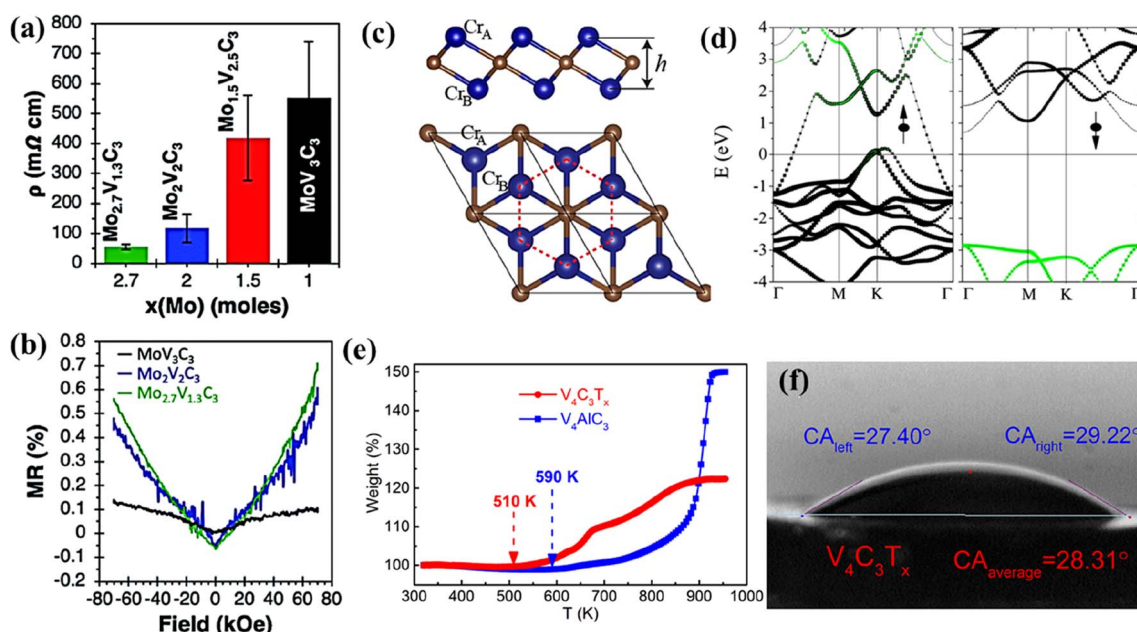 (a)
800
700
600
500
400
300
200
100
0
ρ (mΩ cm)
Mo2.7V1.3C3
Mo2V2C3
Mo1.5V2.5C3
MoV3C3
2.7 2 1.5 1
x(Mo) (moles)
(b)
0.8
0.7
0.6
0.5
0.4
0.3
0.2
0.1
0
-0.1
-0.2
MR (%)
MoV3C3
Mo2V2C3
Mo2.7V1.3C3
-80 -60 -40 -20 0 20 40 60 80
Field (kOe)
(c)
CrA
h
CrB
CrA
CrB
(d)
4
3
2
1
0
-1
-2
-3
-4
E (eV)
Γ M K Γ
Γ M K Γ
(e)
150
140
130
120
110
100
Weight (%)
V4C3Tx
V4AlC3
510 K
590 K
300 400 500 600 700 800 900 1000
T (K)
(f)
CAleft=27.40°
CAright=29.22°
V4C3Tx
CAaverage=28.31°